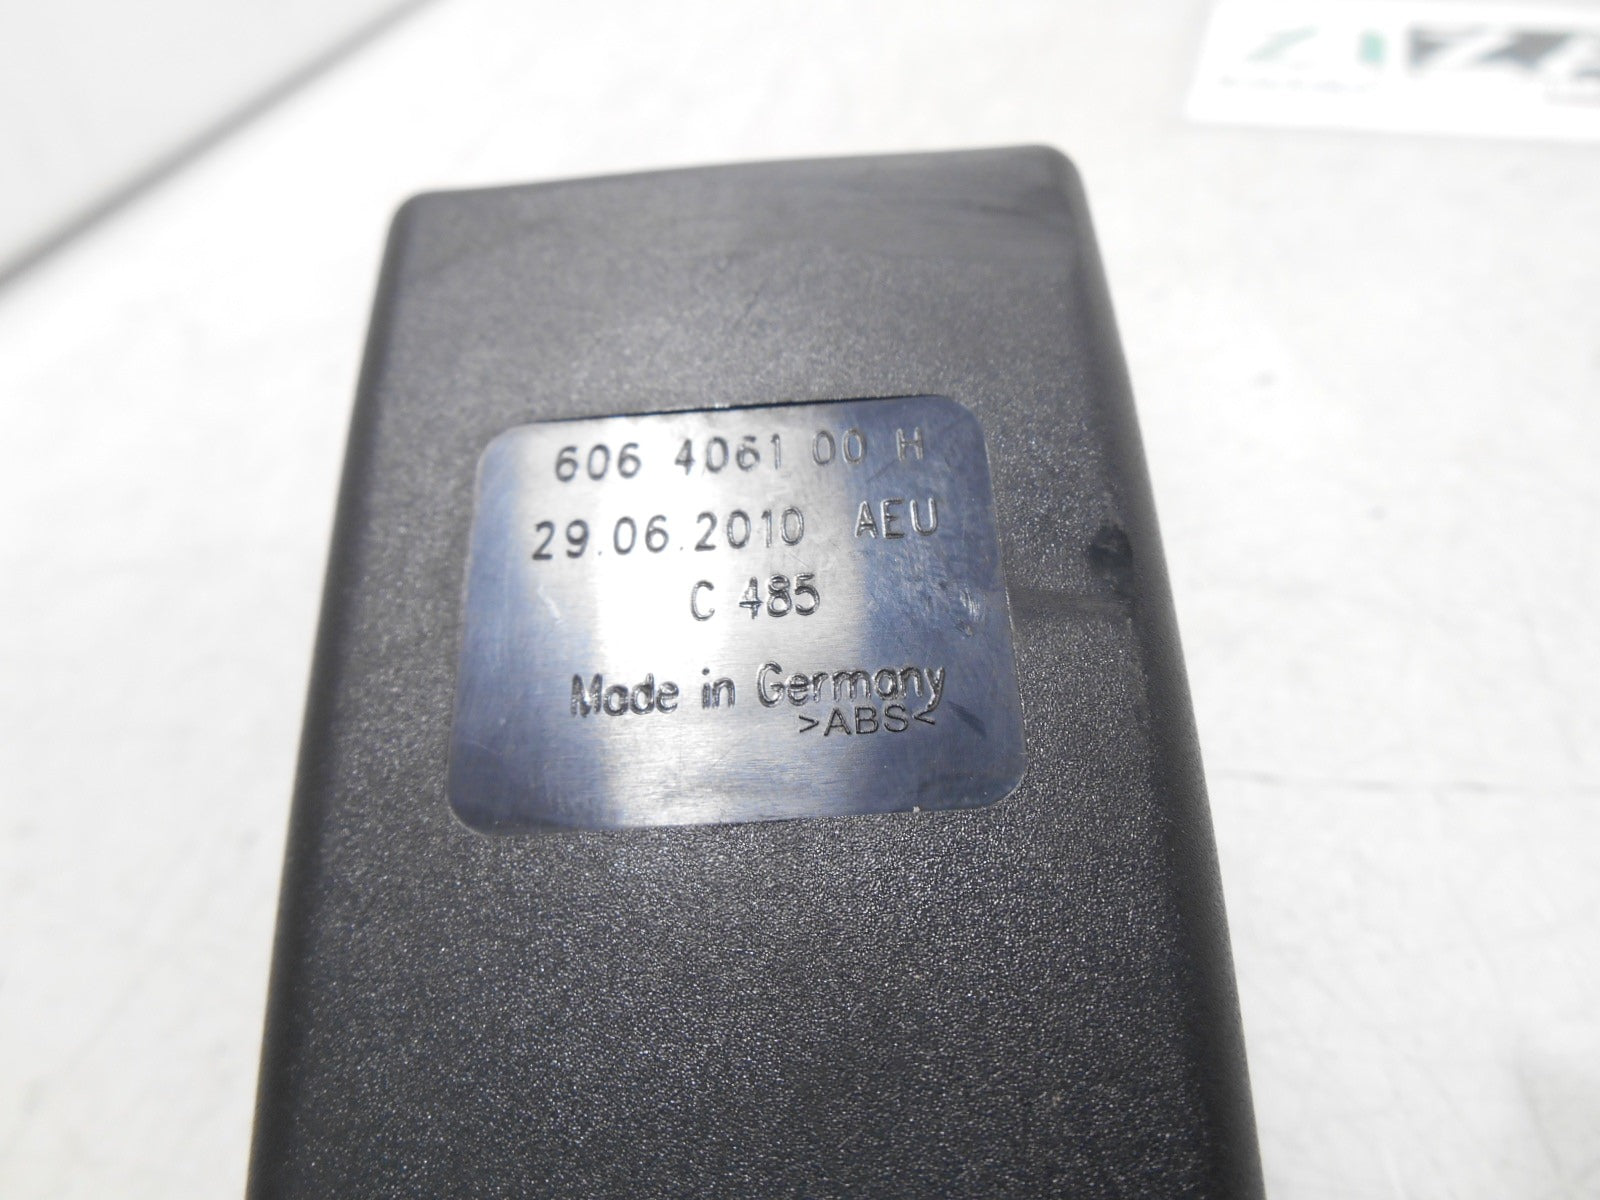 606 4061 00 H
29.06.2010 AEU
C 485
Made in Germany
>ABS<